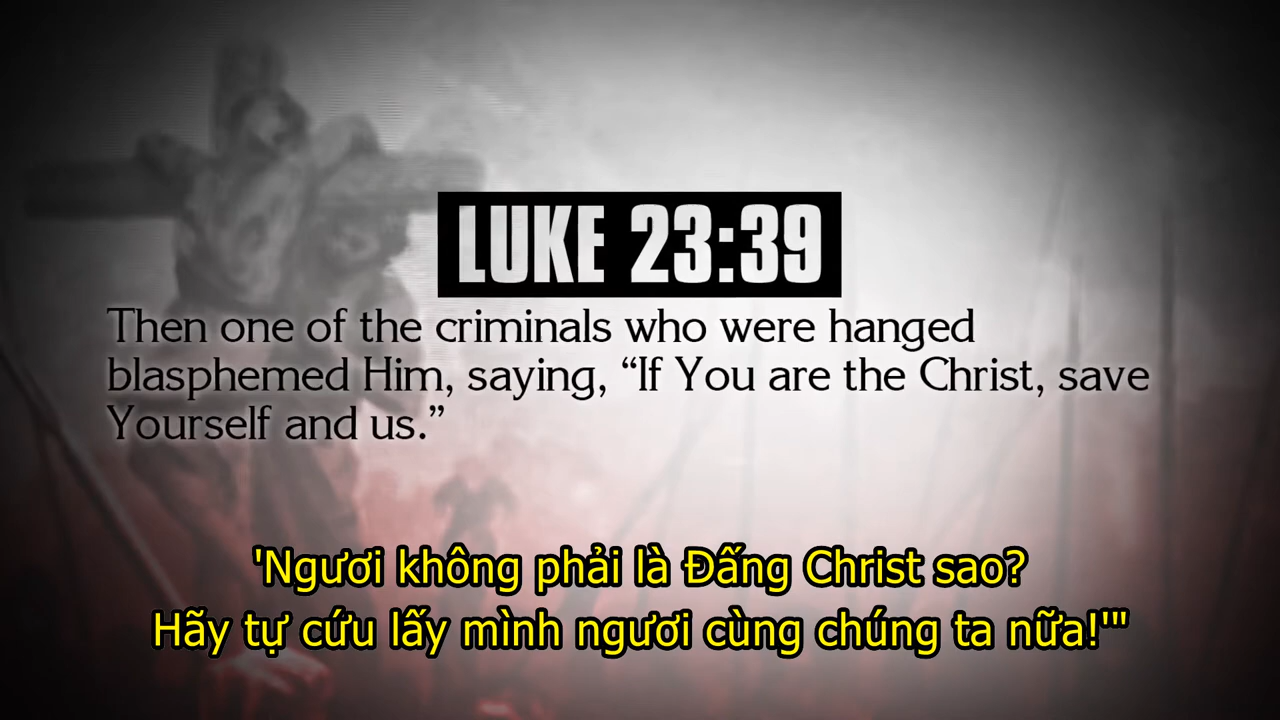 LUKE 23:39
Then one of the criminals who were hanged
blasphemed Him, saying, “If You are the Christ, save
Yourself and us.”
'Ngươi không phải là Đấng Christ sao?
Hãy tự cứu lấy mình ngươi cùng chúng ta nữa!'"